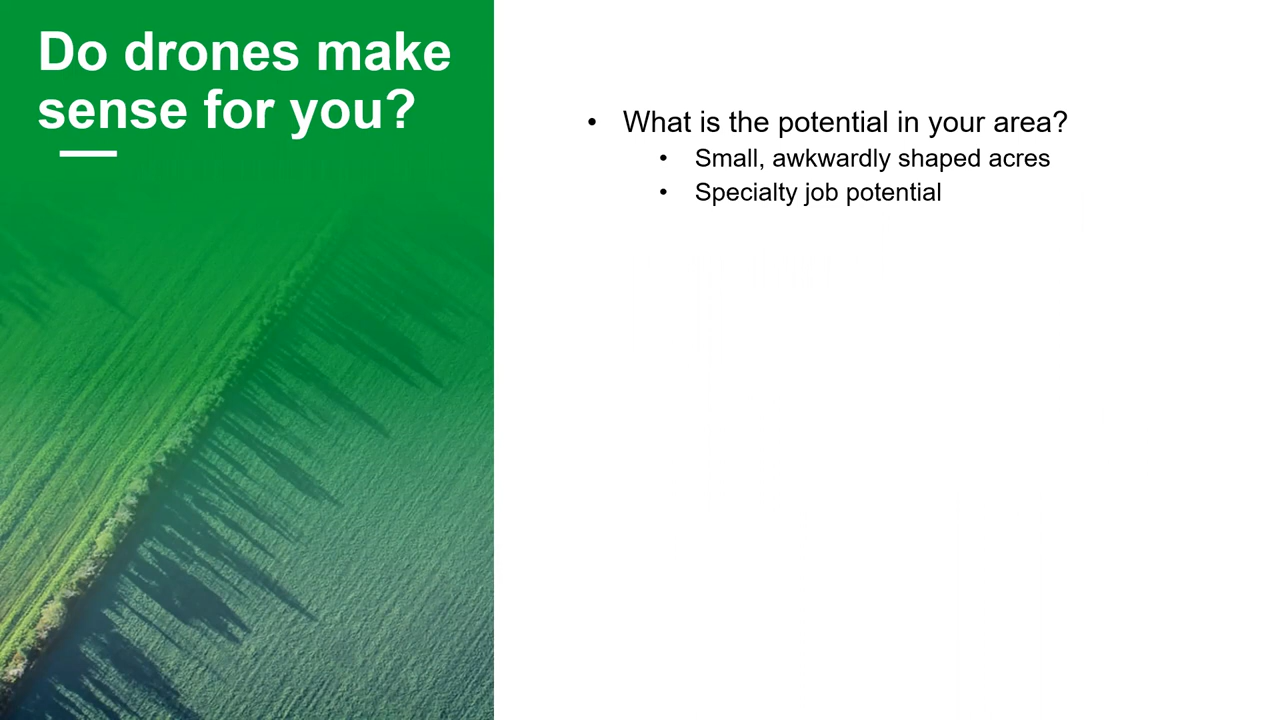 Do drones make
sense for you?
• What is the potential in your area?
• Small, awkwardly shaped acres
• Specialty job potential